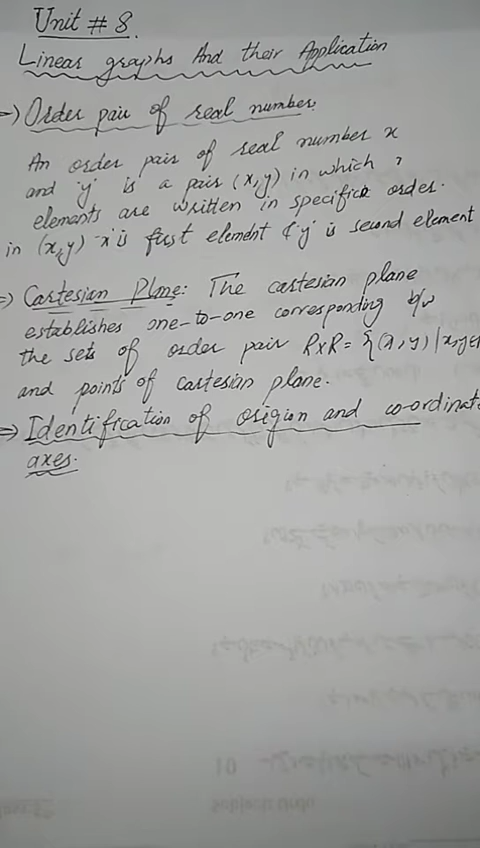 Unit # 8.
Linear graphs And their Application
→) Order pair of real number.
An order pair of real number x
and 'y' is a pair (x,y) in which
elements are written in specifick order.
in (x,y) 'x' is first element & 'y' is second element
⇒) Cartesian Plane: The cartesian plane
establishes one-to-one corresponding b/w
the sets of order pair RxR= {(x,y) | x,y
and points of cartesian plane.
⇒ Identification of origion and co-ordinate
axes.